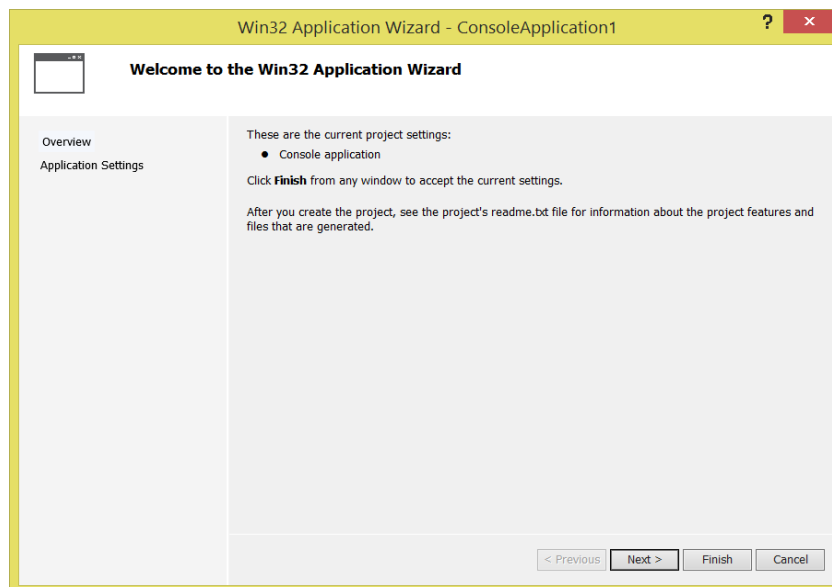 Win32 Application Wizard - ConsoleApplication1
?
Welcome to the Win32 Application Wizard
Overview
Application Settings
These are the current project settings:
● Console application
Click Finish from any window to accept the current settings.
After you create the project, see the project's readme.txt file for information about the project features and
files that are generated.
< Previous Next > Finish Cancel